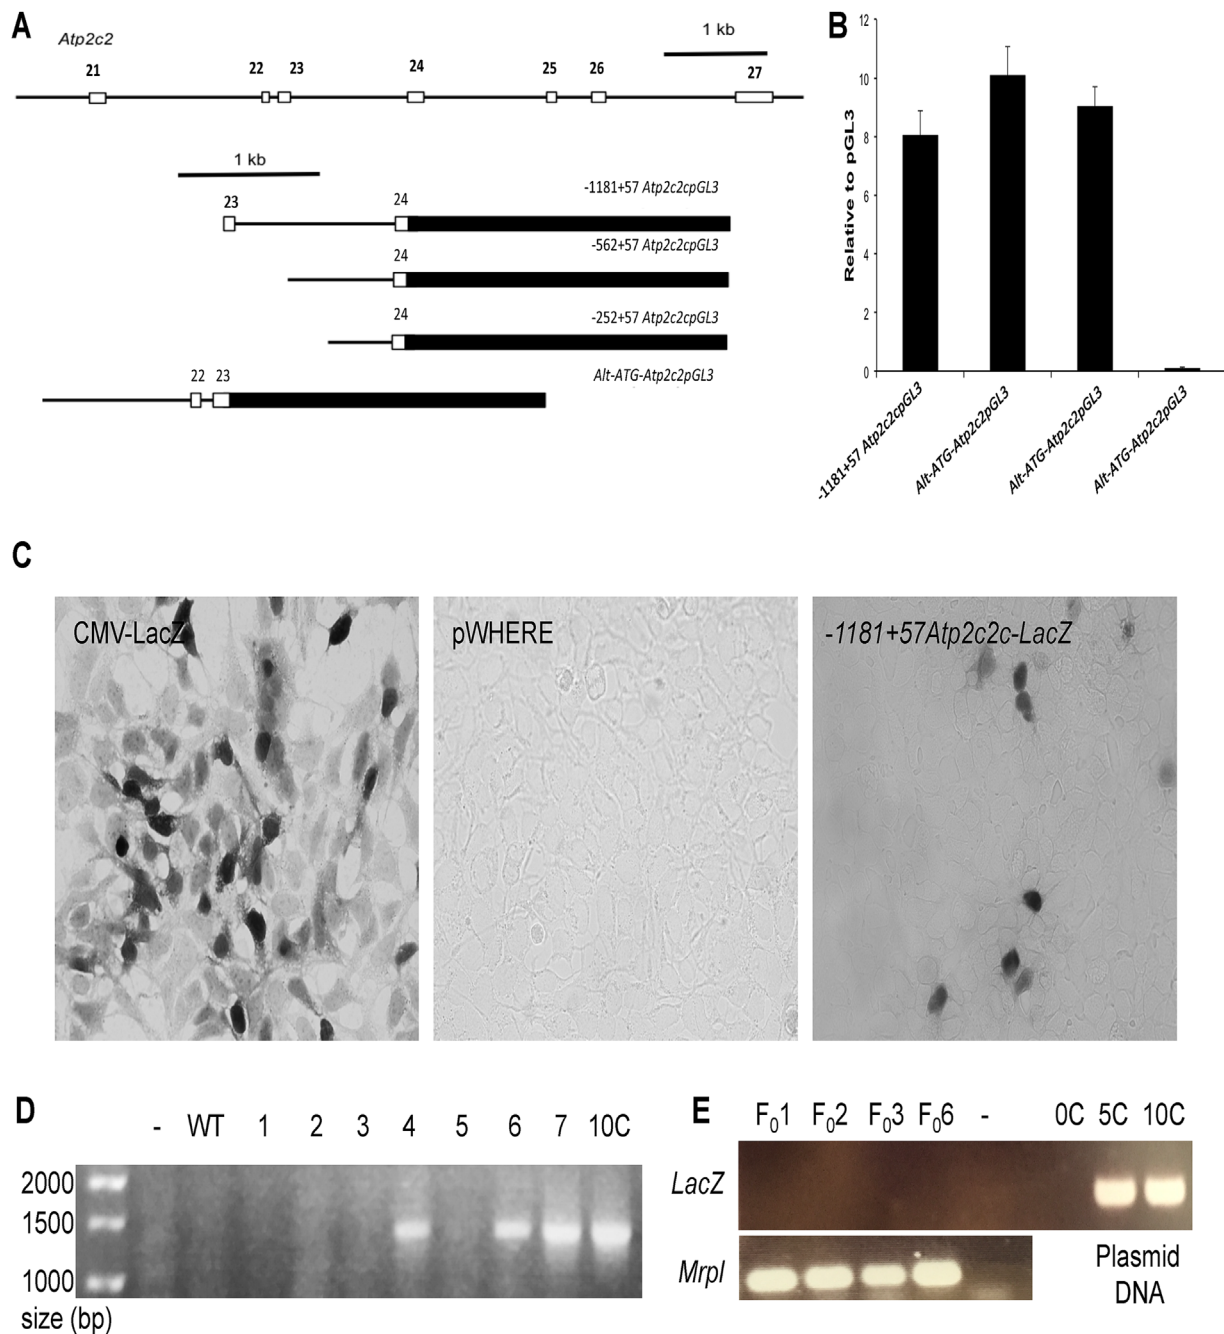 A
Atp2c2
1 kb
21 22 23 24 25 26 27
1 kb
-1181+57 Atp2c2cpGL3
23 24
-562+57 Atp2c2cpGL3
24
-252+57 Atp2c2cpGL3
24
Alt-ATG-Atp2c2pGL3
22 23
B
Relative to pGL3
12
10
8
6
4
2
0
-1181+57 Atp2c2cpGL3
Alt-ATG-Atp2c2pGL3
Alt-ATG-Atp2c2pGL3
Alt-ATG-Atp2c2pGL3
C
CMV-LacZ
pWHERE
-1181+57Atp2c2c-LacZ
D
- WT 1 2 3 4 5 6 7 10C
2000
1500
1000
size (bp)
E
F01 F02 F03 F06 - 0C 5C 10C
LacZ
Mrpl
Plasmid
DNA